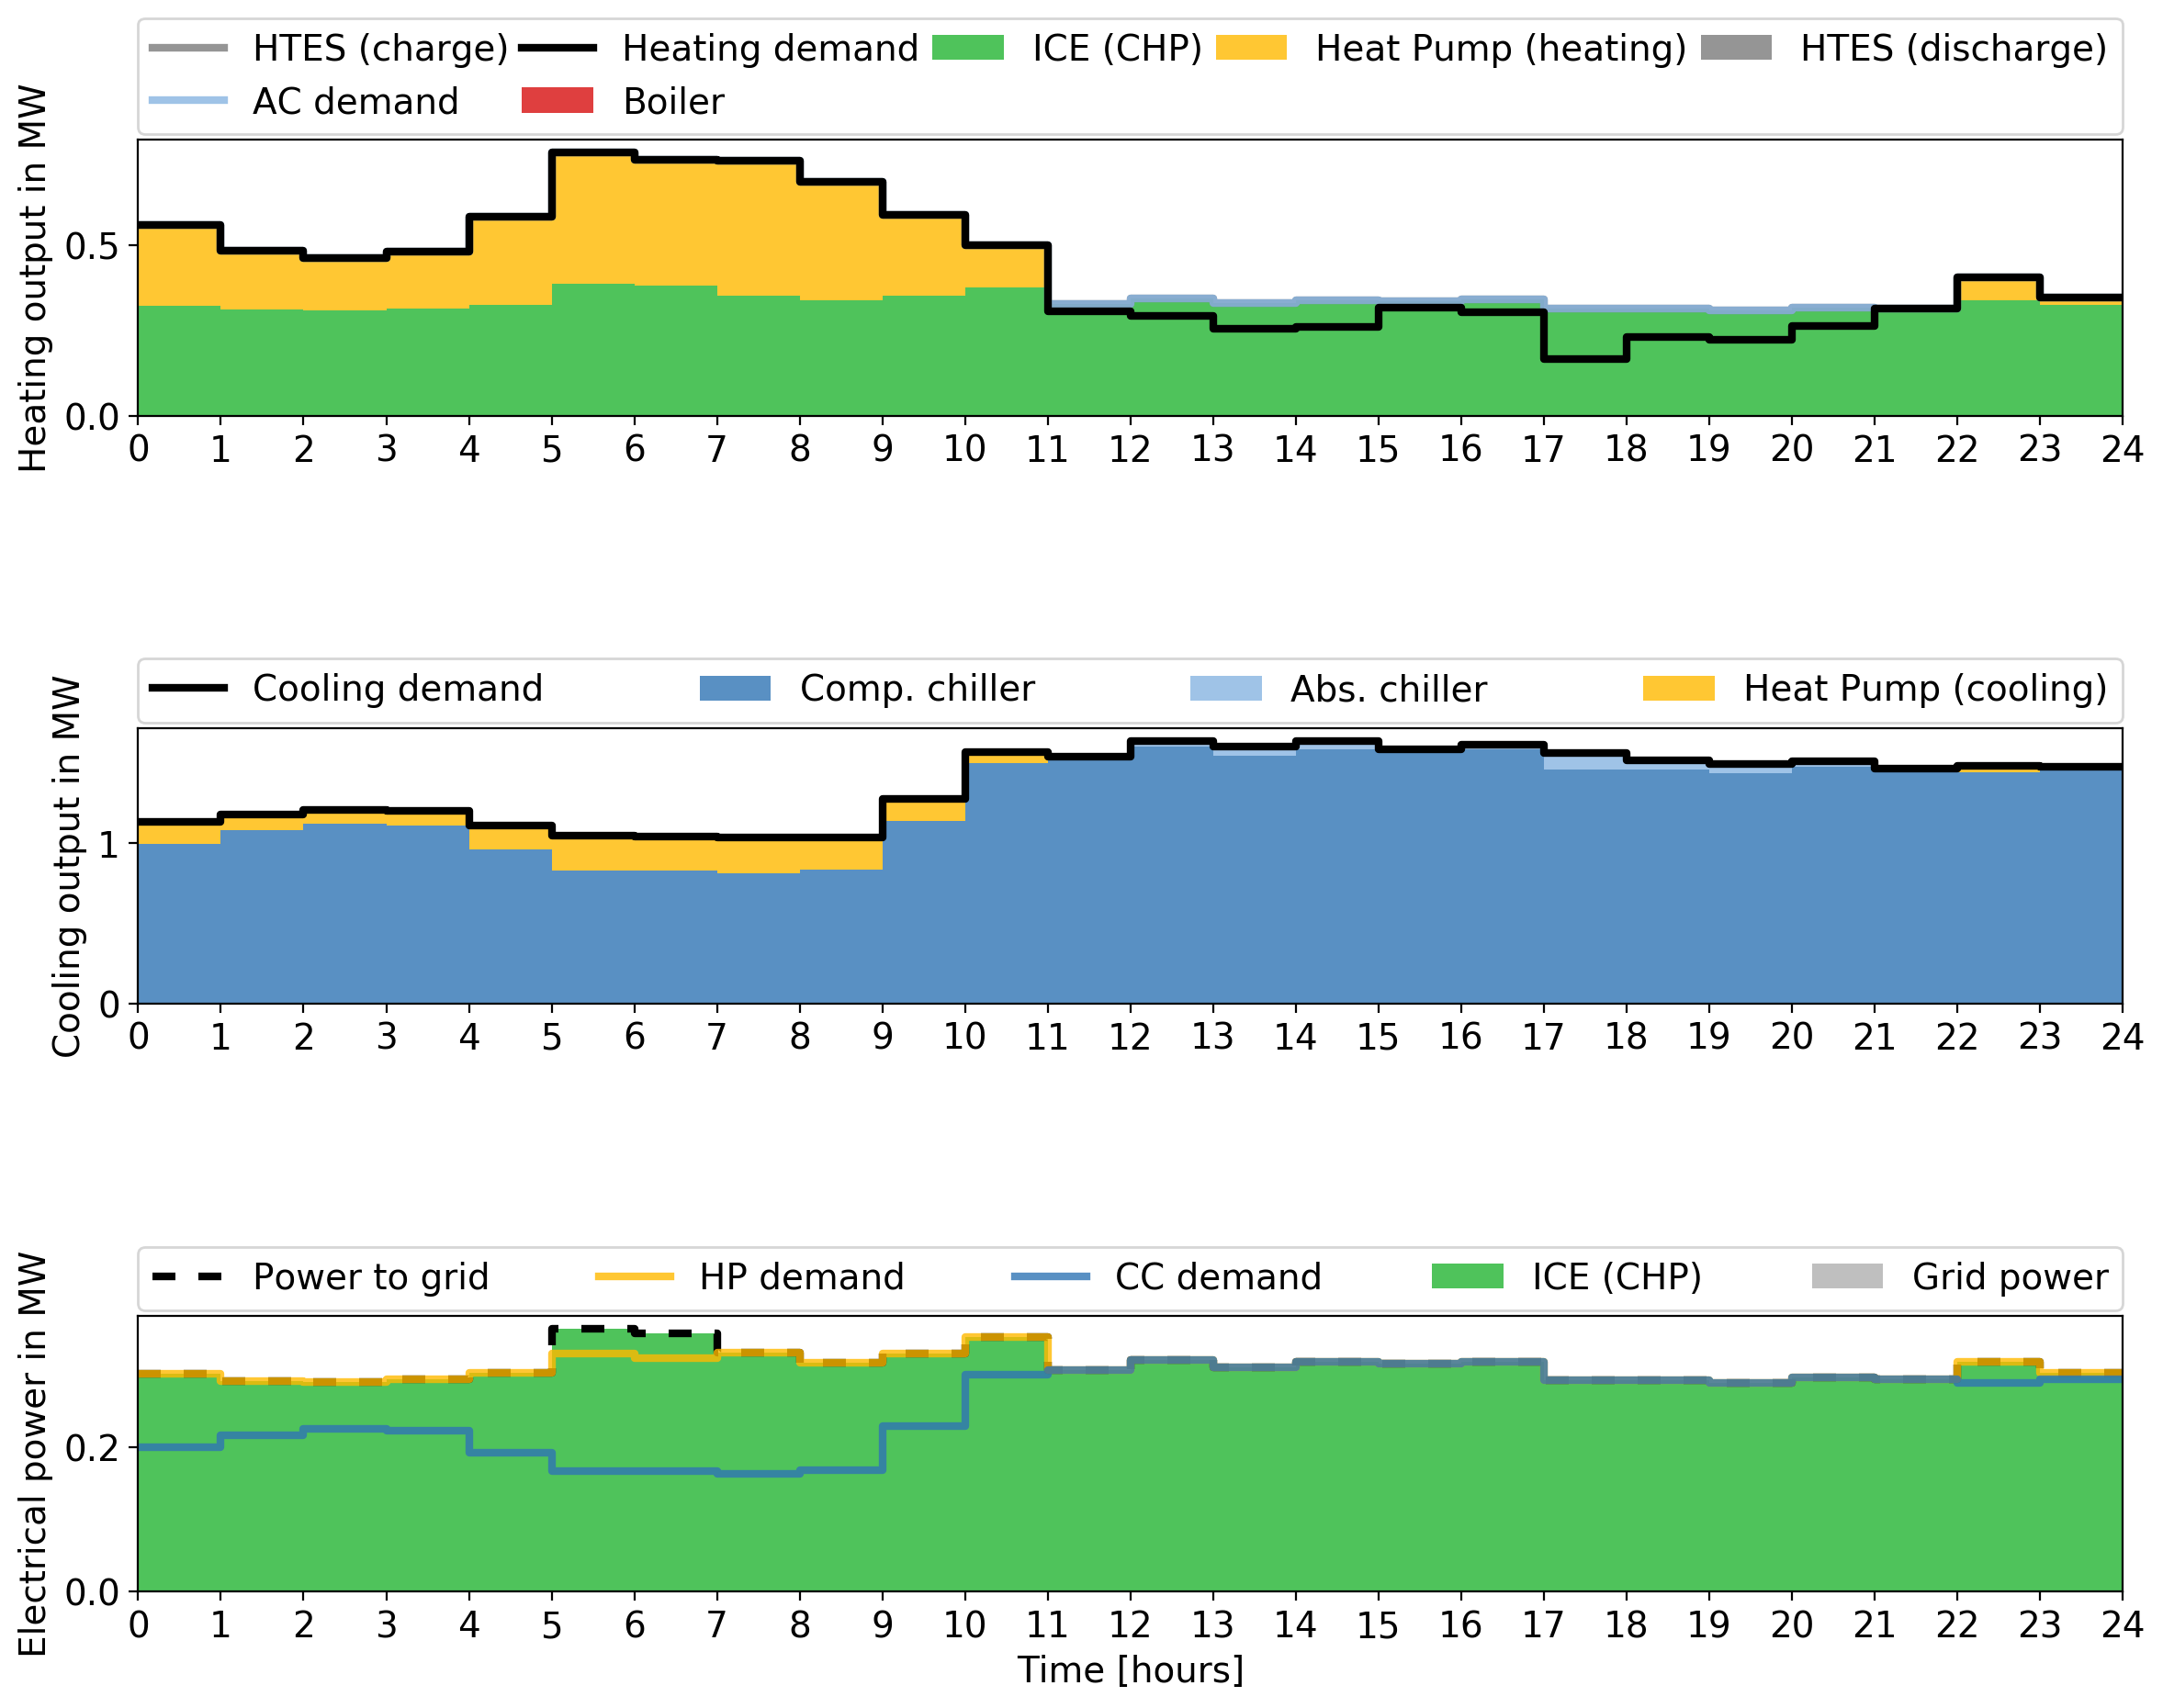 HTES (charge) Heating demand ICE (CHP) Heat Pump (heating) HTES (discharge)
AC demand Boiler
Heating output in MW
0.5
0.0
0 1 2 3 4 5 6 7 8 9 10 11 12 13 14 15 16 17 18 19 20 21 22 23 24
Cooling demand Comp. chiller Abs. chiller Heat Pump (cooling)
Cooling output in MW
1
0
0 1 2 3 4 5 6 7 8 9 10 11 12 13 14 15 16 17 18 19 20 21 22 23 24
Power to grid HP demand CC demand ICE (CHP) Grid power
Electrical power in MW
0.2
0.0
0 1 2 3 4 5 6 7 8 9 10 11 12 13 14 15 16 17 18 19 20 21 22 23 24
Time [hours]